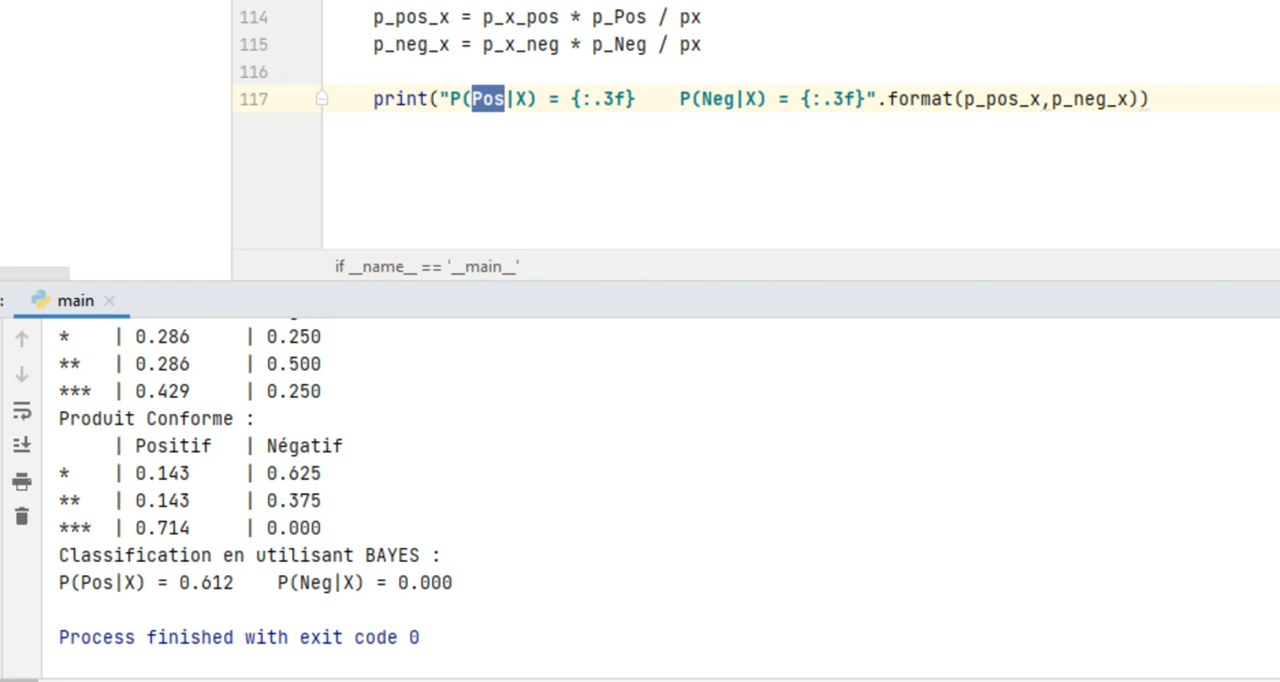 114 p_pos_x = p_x_pos * p_Pos / px
115 p_neg_x = p_x_neg * p_Neg / px
116
117 print("P(Pos|X) = {:.3f}    P(Neg|X) = {:.3f}".format(p_pos_x,p_neg_x))
if __name__ == '__main__'
: main
*    | 0.286     | 0.250
**   | 0.286     | 0.500
***  | 0.429     | 0.250
Produit Conforme :
     | Positif   | Négatif
*    | 0.143     | 0.625
**   | 0.143     | 0.375
***  | 0.714     | 0.000
Classification en utilisant BAYES :
P(Pos|X) = 0.612    P(Neg|X) = 0.000
Process finished with exit code 0